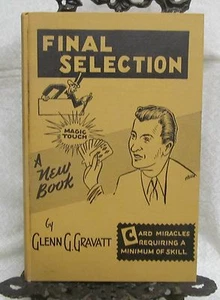 FINAL
SELECTION
MAGIC
TOUCH
A
NEW
BOOK
by
GLENN G. GRAVATT
CARD MIRACLES
REQUIRING A
MINIMUM OF SKILL